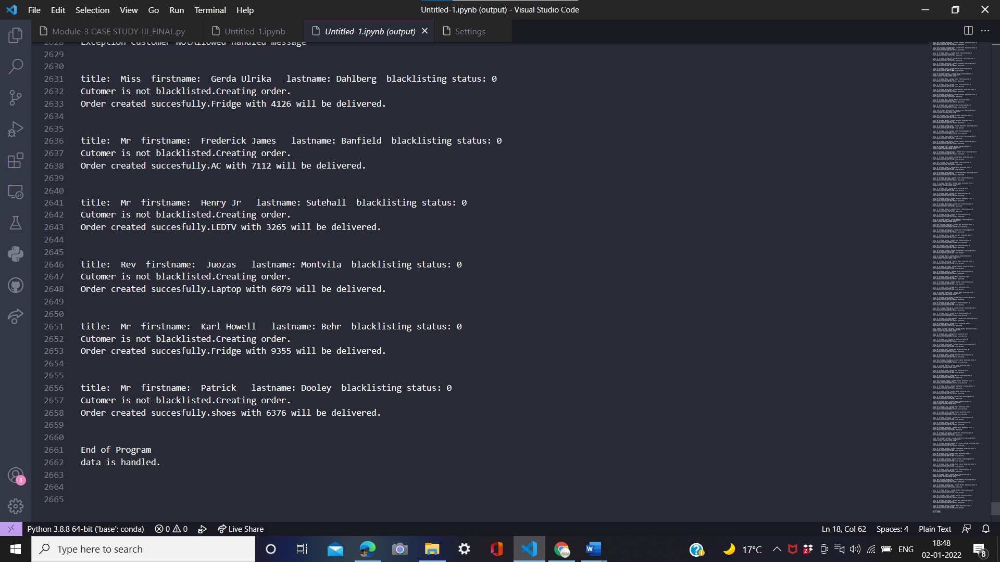 File Edit Selection View Go Run Terminal Help
Untitled-1.ipynb (output) - Visual Studio Code
Module-3 CASE STUDY-III_FINAL.py
Untitled-1.ipynb
Untitled-1.ipynb (output)
Settings
2628 Exception Customer NotAllowed Handled message
2629
2630
2631 title:  Miss  firstname:  Gerda Ulrika   lastname: Dahlberg  blacklisting status: 0
2632 Cutomer is not blacklisted.Creating order.
2633 Order created succesfully.Fridge with 4126 will be delivered.
2634
2635
2636 title:  Mr  firstname:  Frederick James   lastname: Banfield  blacklisting status: 0
2637 Cutomer is not blacklisted.Creating order.
2638 Order created succesfully.AC with 7112 will be delivered.
2639
2640
2641 title:  Mr  firstname:  Henry Jr   lastname: Sutehall  blacklisting status: 0
2642 Cutomer is not blacklisted.Creating order.
2643 Order created succesfully.LEDTV with 3265 will be delivered.
2644
2645
2646 title:  Rev  firstname:  Juozas   lastname: Montvila  blacklisting status: 0
2647 Cutomer is not blacklisted.Creating order.
2648 Order created succesfully.Laptop with 6079 will be delivered.
2649
2650
2651 title:  Mr  firstname:  Karl Howell   lastname: Behr  blacklisting status: 0
2652 Cutomer is not blacklisted.Creating order.
2653 Order created succesfully.Fridge with 9355 will be delivered.
2654
2655
2656 title:  Mr  firstname:  Patrick   lastname: Dooley  blacklisting status: 0
2657 Cutomer is not blacklisted.Creating order.
2658 Order created succesfully.shoes with 6376 will be delivered.
2659
2660
2661 End of Program
2662 data is handled.
2663
2664
2665
3
Python 3.8.8 64-bit ('base': conda) 0 0 Live Share
Ln 18, Col 62 Spaces: 4 Plain Text
Type here to search
17°C
2
ENG
18:48
02-01-2022
8